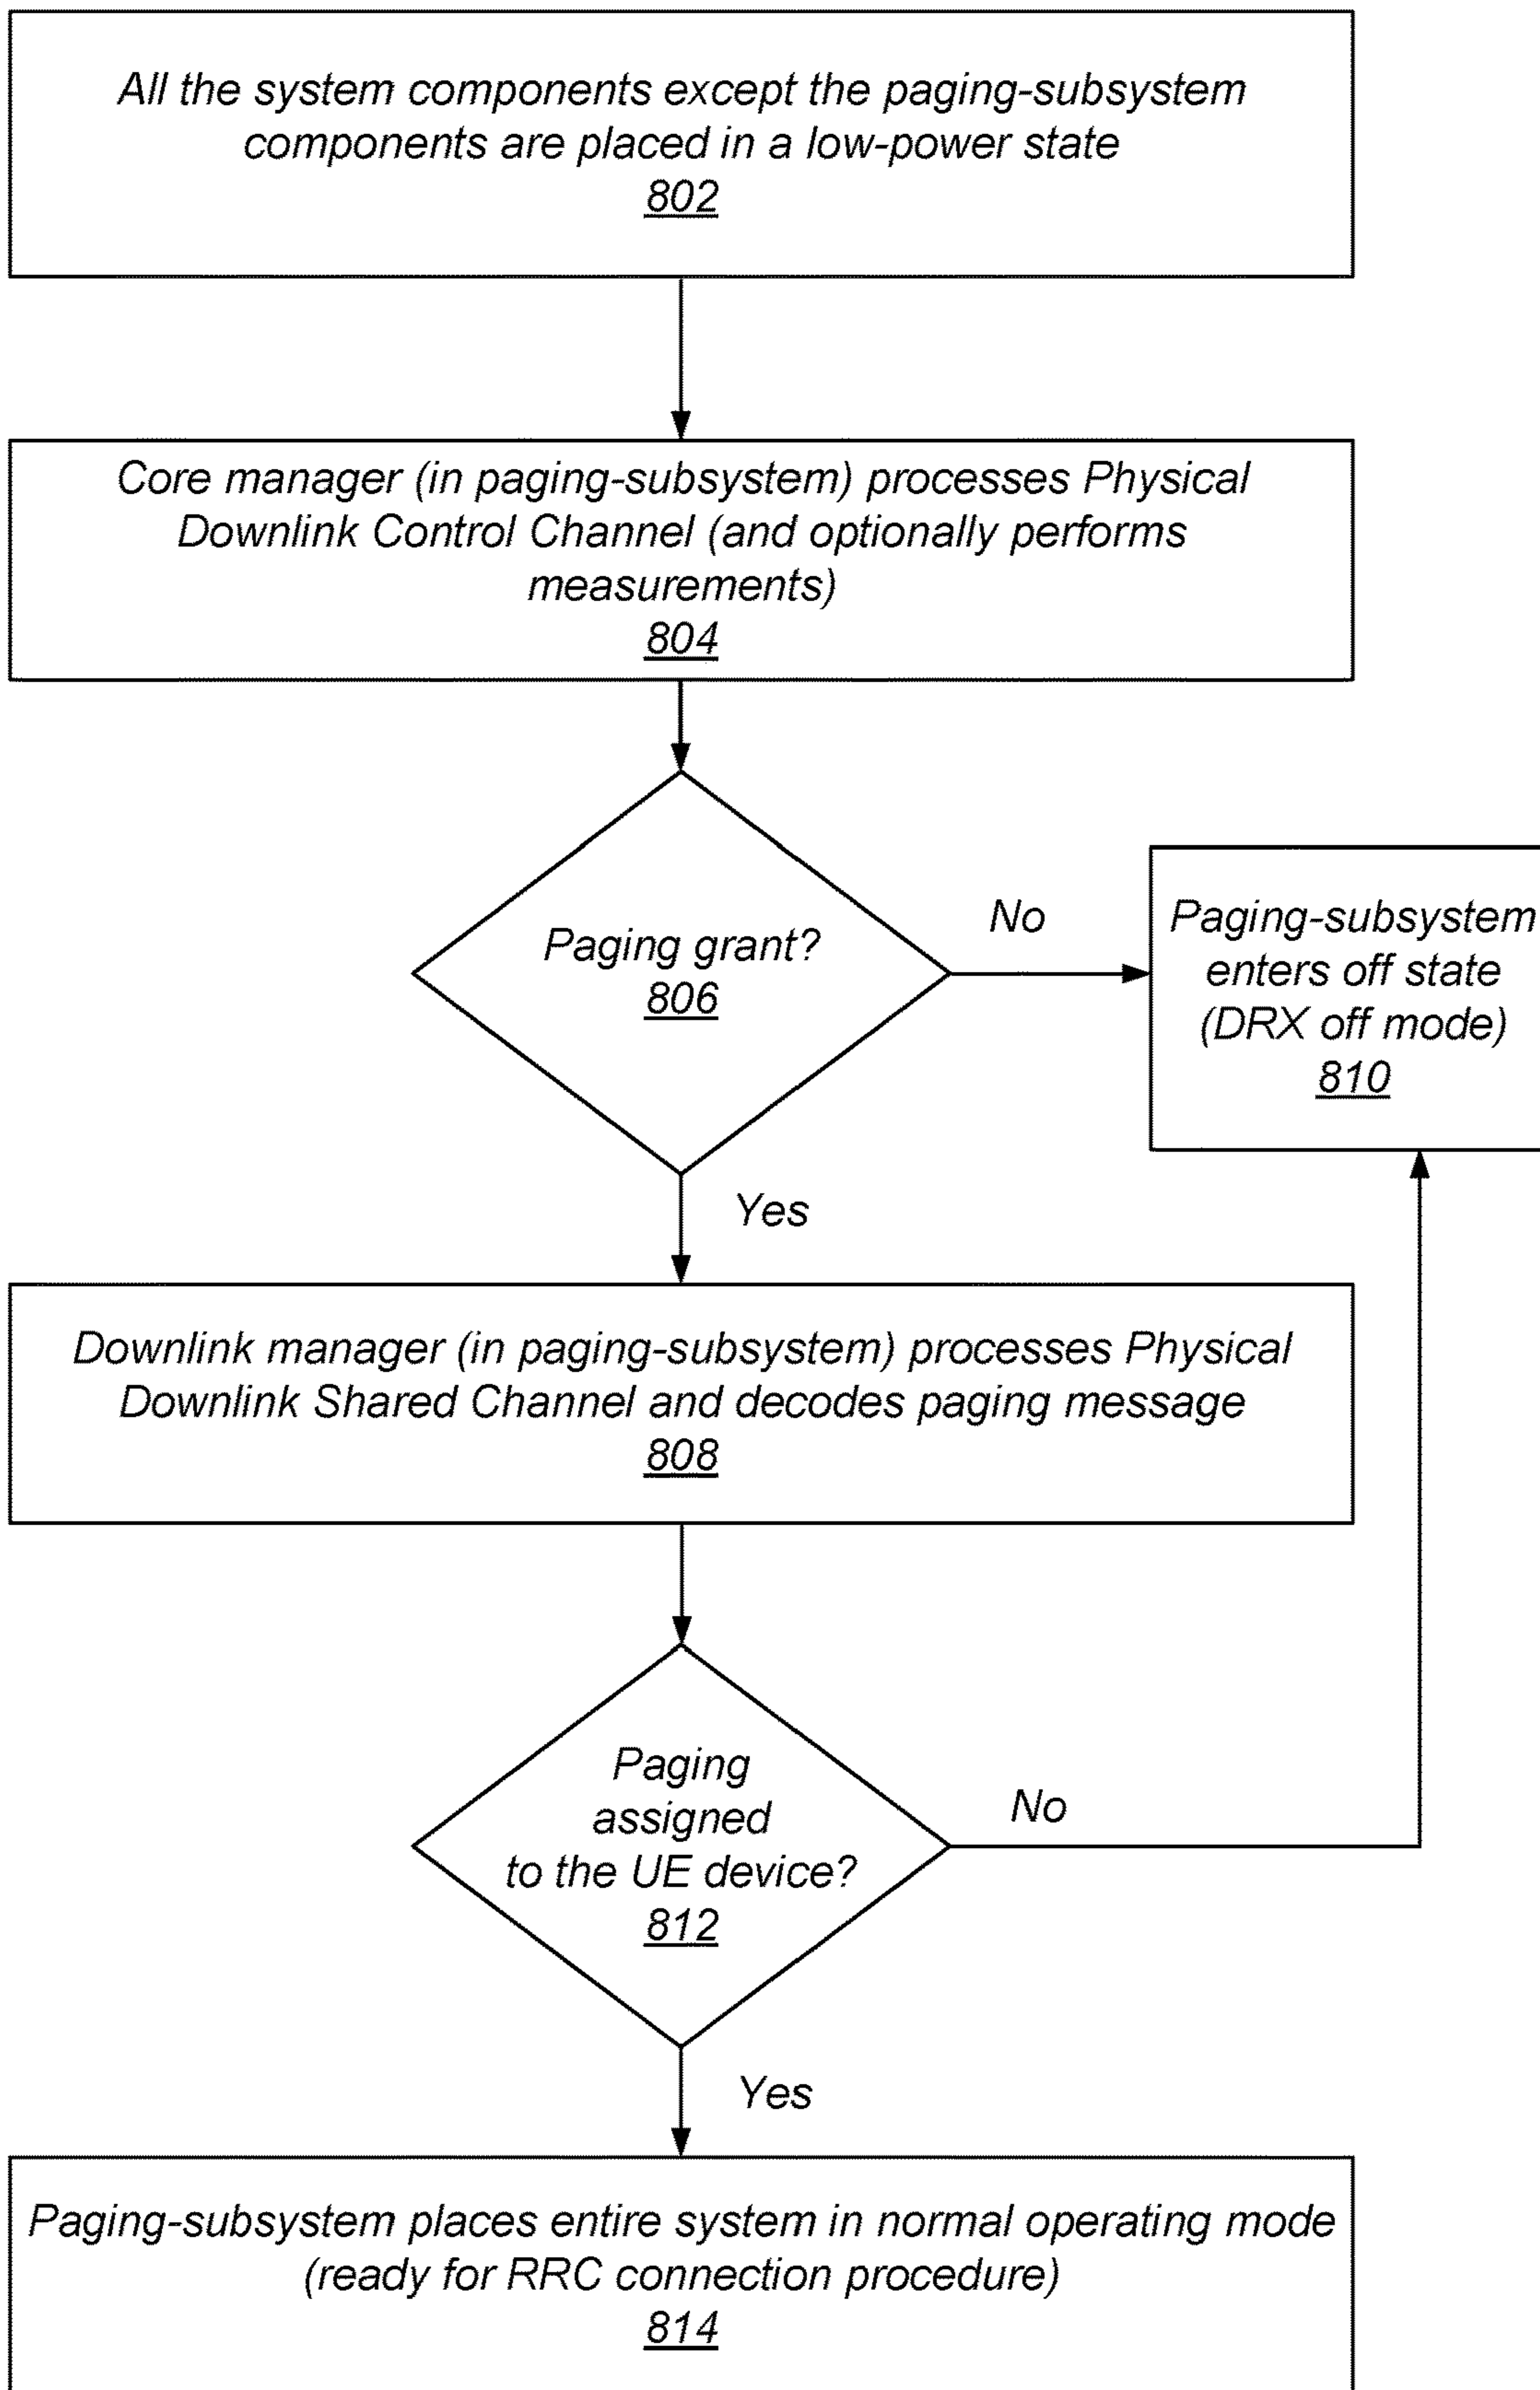 All the system components except the paging-subsystem
components are placed in a low-power state
802
Core manager (in paging-subsystem) processes Physical
Downlink Control Channel (and optionally performs
measurements)
804
Paging grant?
806
No
Paging-subsystem
enters off state
(DRX off mode)
810
Yes
Downlink manager (in paging-subsystem) processes Physical
Downlink Shared Channel and decodes paging message
808
Paging
assigned
to the UE device?
812
No
Yes
Paging-subsystem places entire system in normal operating mode
(ready for RRC connection procedure)
814